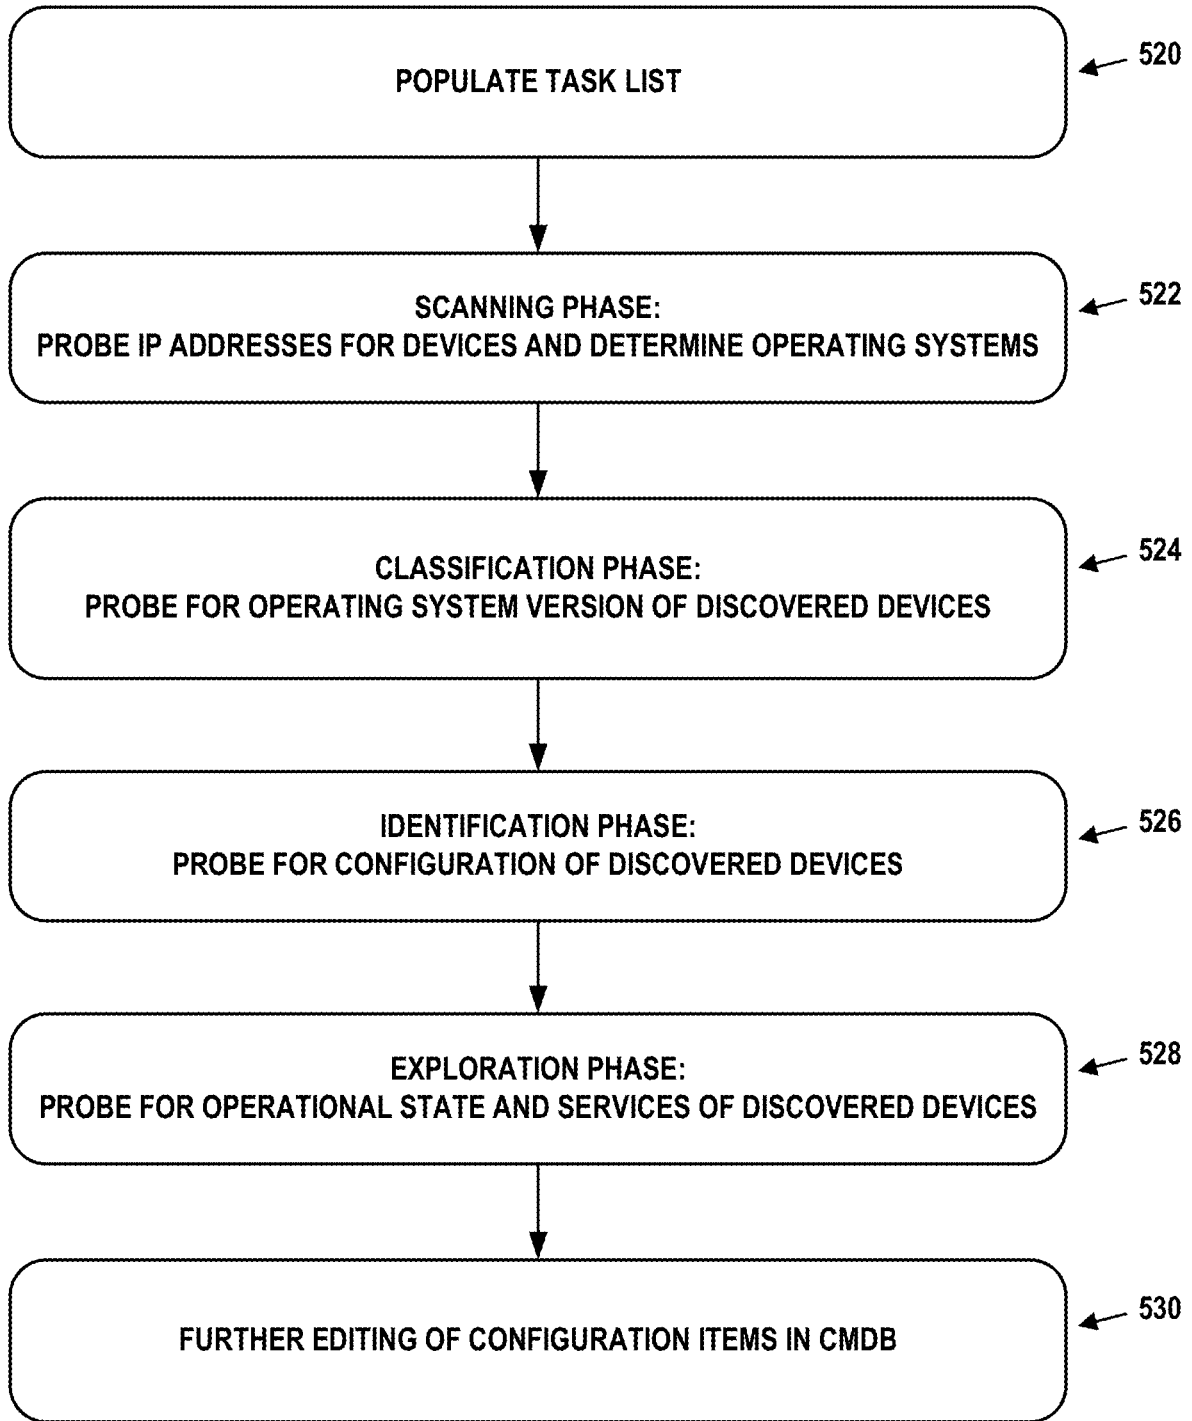 POPULATE TASK LIST
520
SCANNING PHASE:
PROBE IP ADDRESSES FOR DEVICES AND DETERMINE OPERATING SYSTEMS
522
CLASSIFICATION PHASE:
PROBE FOR OPERATING SYSTEM VERSION OF DISCOVERED DEVICES
524
IDENTIFICATION PHASE:
PROBE FOR CONFIGURATION OF DISCOVERED DEVICES
526
EXPLORATION PHASE:
PROBE FOR OPERATIONAL STATE AND SERVICES OF DISCOVERED DEVICES
528
FURTHER EDITING OF CONFIGURATION ITEMS IN CMDB
530